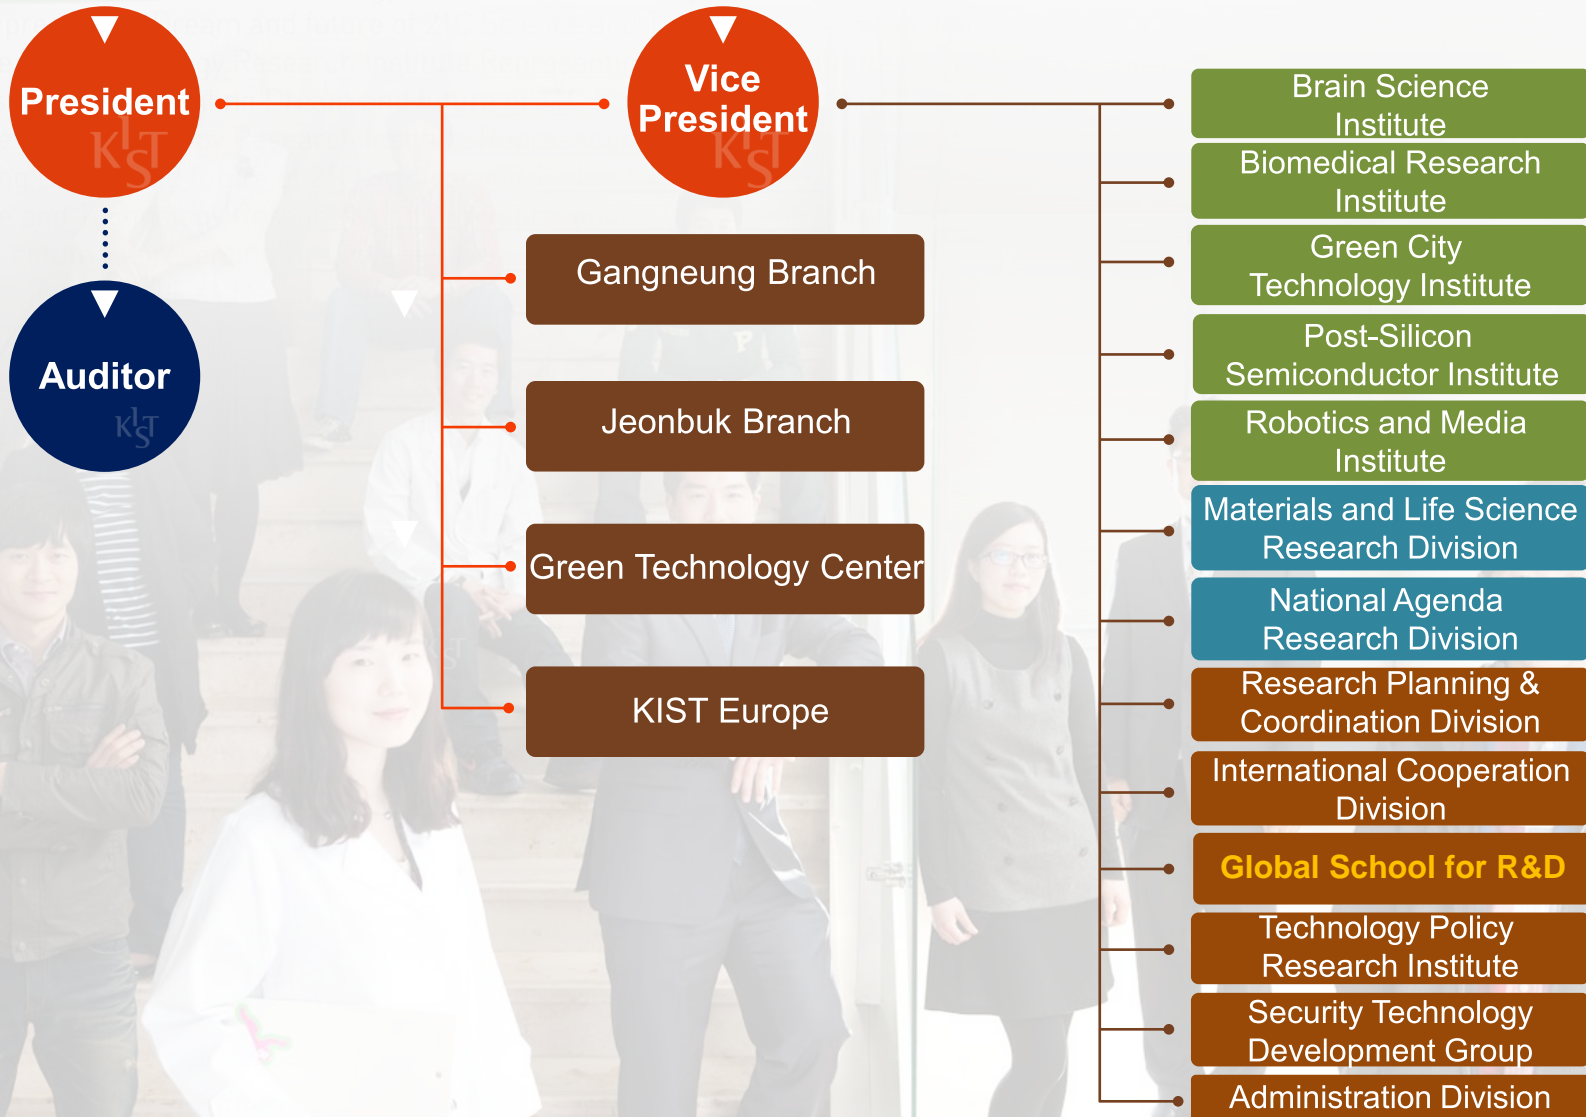 President
KIST
Auditor
KIST
Vice
President
KIST
Gangneung Branch
Jeonbuk Branch
Green Technology Center
KIST Europe
Brain Science
Institute
Biomedical Research
Institute
Green City
Technology Institute
Post-Silicon
Semiconductor Institute
Robotics and Media
Institute
Materials and Life Science
Research Division
National Agenda
Research Division
Research Planning &
Coordination Division
International Cooperation
Division
Global School for R&D
Technology Policy
Research Institute
Security Technology
Development Group
Administration Division